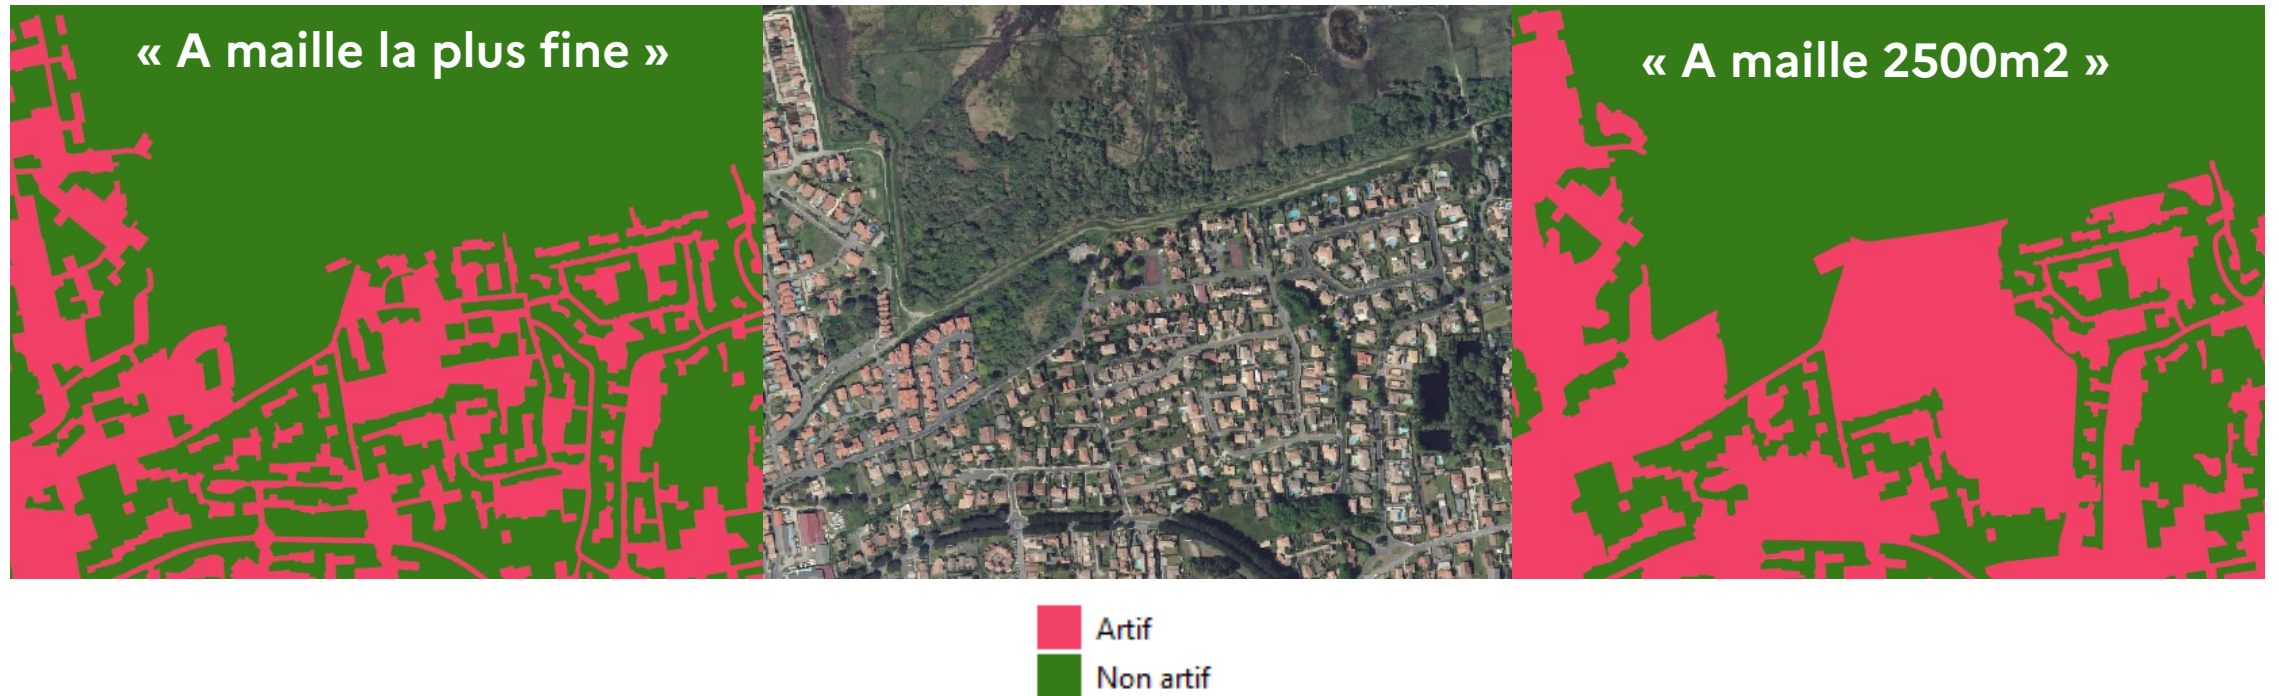 « A maille la plus fine »
« A maille 2500m2 »
Artif
Non artif